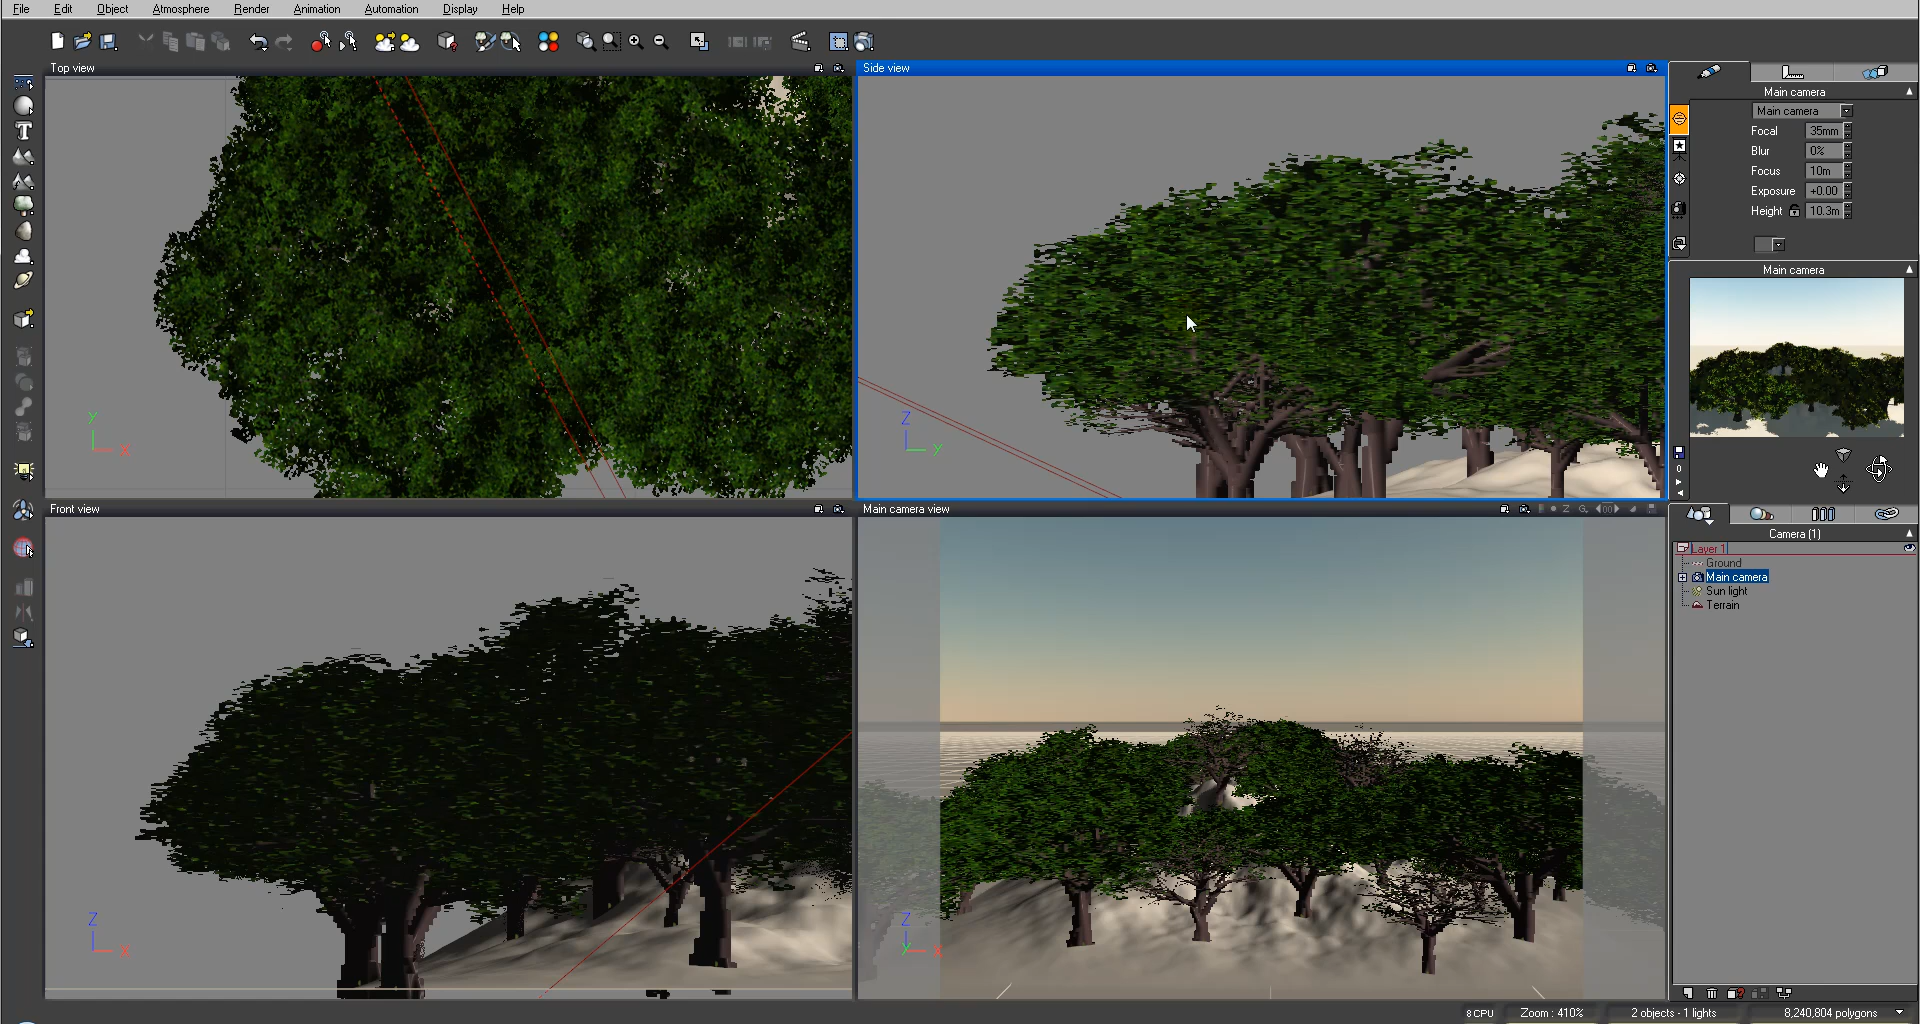 File Edit Object Atmosphere Render Animation Automation Display Help
Top view
Side view
Main camera
Main camera
Focal 35mm
Blur 0%
Focus 10m
Exposure +0.00
Height 10.3m
Main camera
Y
X
Z
Y
0
Front view
Main camera view
Camera (1)
Layer 1
Ground
Main camera
Sun light
Terrain
Z
X
Z
Y
X
8 CPU Zoom : 410% 2 objects - 1 lights 8,240,804 polygons